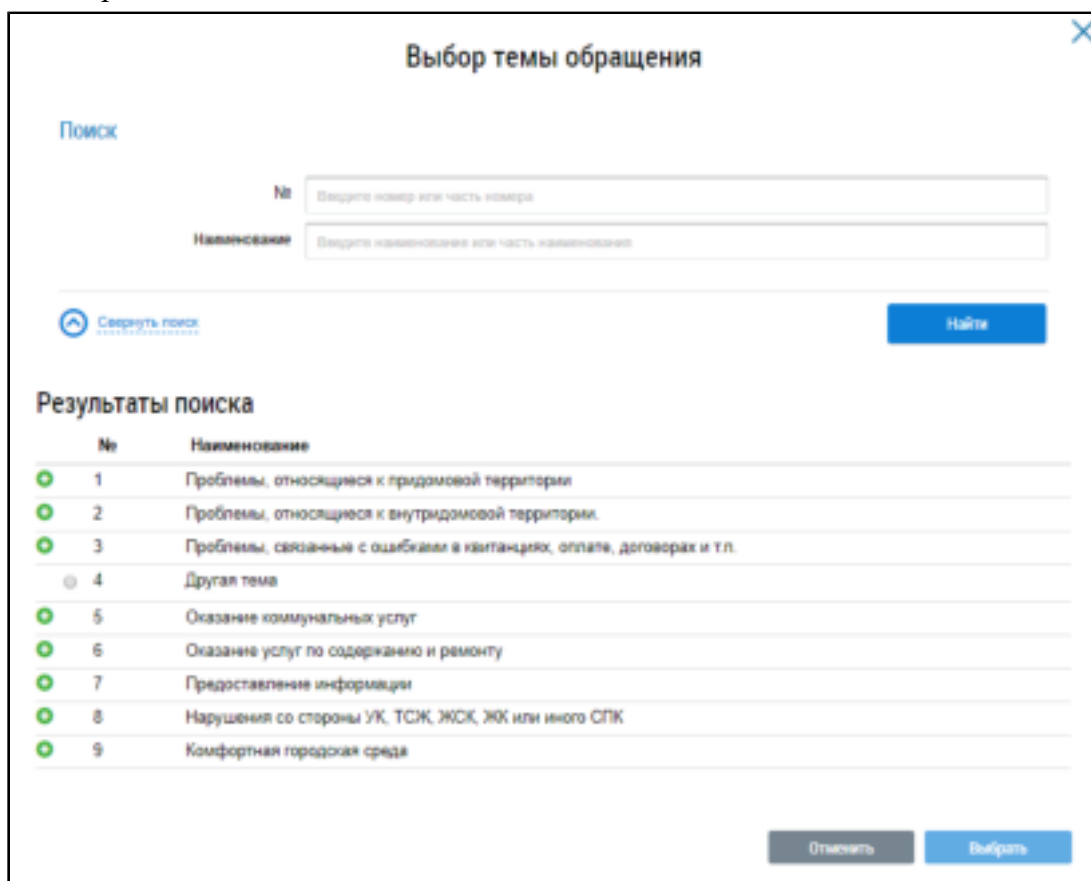 Выбор темы обращения
Поиск
№ Введите номер или часть номера
Наименование Введите наименование или часть наименования
Свернуть поиск Найти
Результаты поиска
№ Наименование
1 Проблемы, относящиеся к придомовой территории
2 Проблемы, относящиеся к внутридомовой территории.
3 Проблемы, связанные с ошибками в квитанциях, оплате, договорах и т.п.
4 Другая тема
5 Оказание коммунальных услуг
6 Оказание услуг по содержанию и ремонту
7 Предоставление информации
8 Нарушения со стороны УК, ТСЖ, ЖСК, ЖК или иного СПК
9 Комфортная городская среда
Отменить Выбрать